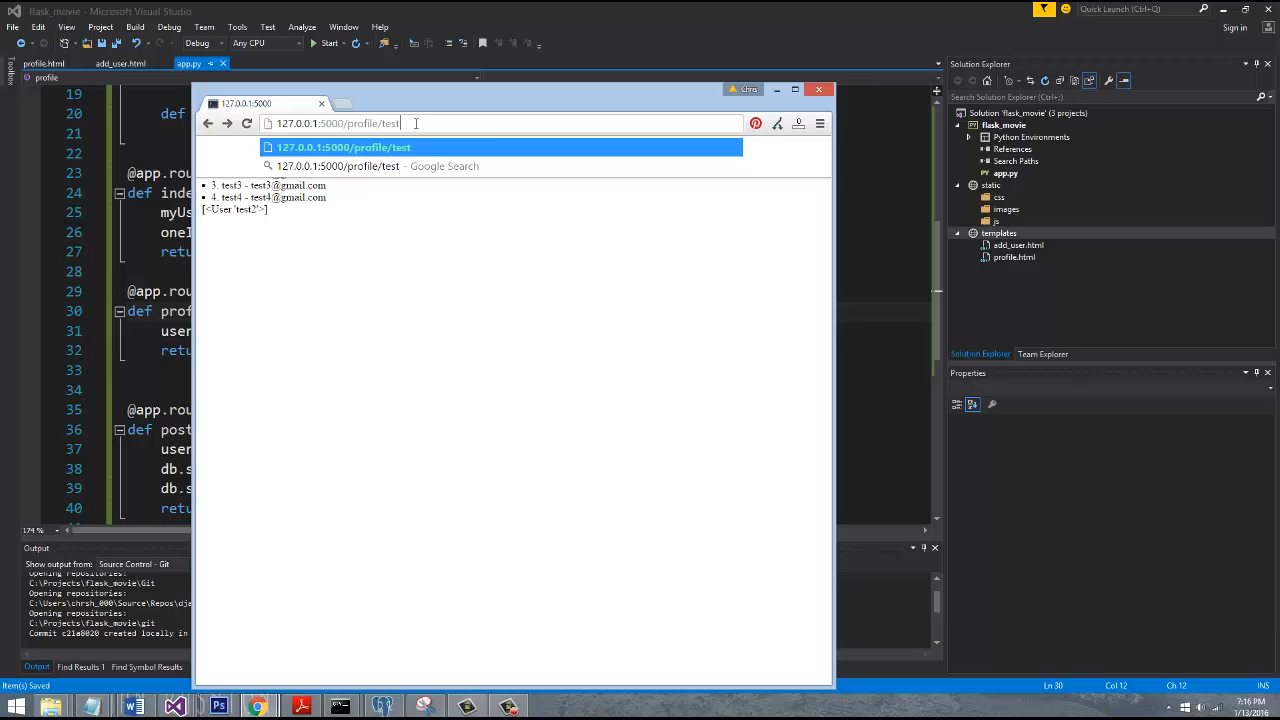 flask_movie - Microsoft Visual Studio
Quick Launch (Ctrl+Q)
File Edit View Project Build Debug Team Tools Test Analyze Window Help
Sign in
Debug Any CPU Start
profile.html add_user.html app.py
Toolbox
profile
Chris
127.0.0.1:5000
127.0.0.1:5000/profile/test
127.0.0.1:5000/profile/test
127.0.0.1:5000/profile/test - Google Search
3. test3 - test3@gmail.com
4. test4 - test4@gmail.com
[<User 'test2'>]
19
20 def
21
22
23 @app.rou
24 def inde
25 myUs
26 oneI
27 retu
28
29 @app.rou
30 def prof
31 user
32 retu
33
34
35 @app.rou
36 def post
37 user
38 db.s
39 db.s
40 retu
174 %
Solution Explorer
Search Solution Explorer (Ctrl+;)
Solution 'flask_movie' (3 projects)
flask_movie
Python Environments
References
Search Paths
app.py
static
css
images
js
templates
add_user.html
profile.html
Solution Explorer Team Explorer
Properties
Output
Show output from: Source Control - Git
Opening repositories:
C:\Projects\flask_movie\Git
Opening repositories:
C:\Users\chrsh_000\Source\Repos\dja
Opening repositories:
C:\Projects\flask_movie\git
Commit c21a8020 created locally in
Output Find Results 1 Find Symbol Results
Item(s) Saved Ln 30 Col 12 Ch 12 INS
7:16 PM
1/13/2016